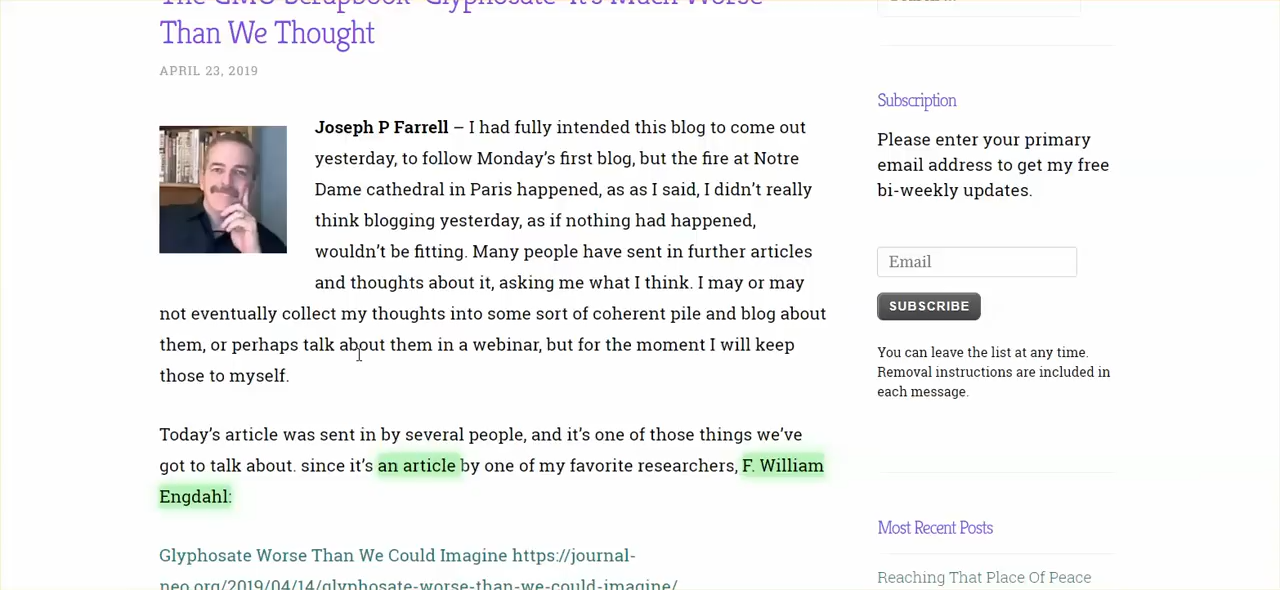 The GMO Scrapbook Glyphosate It's Much Worse
Than We Thought
APRIL 23, 2019
Joseph P Farrell – I had fully intended this blog to come out
yesterday, to follow Monday's first blog, but the fire at Notre
Dame cathedral in Paris happened, as as I said, I didn't really
think blogging yesterday, as if nothing had happened,
wouldn't be fitting. Many people have sent in further articles
and thoughts about it, asking me what I think. I may or may
not eventually collect my thoughts into some sort of coherent pile and blog about
them, or perhaps talk about them in a webinar, but for the moment I will keep
those to myself.
Today's article was sent in by several people, and it's one of those things we've
got to talk about. since it's an article by one of my favorite researchers, F. William
Engdahl:
Glyphosate Worse Than We Could Imagine https://journal-
neo.org/2019/04/14/glyphosate-worse-than-we-could-imagine/
Subscription
Please enter your primary
email address to get my free
bi-weekly updates.
Email
SUBSCRIBE
You can leave the list at any time.
Removal instructions are included in
each message.
Most Recent Posts
Reaching That Place Of Peace